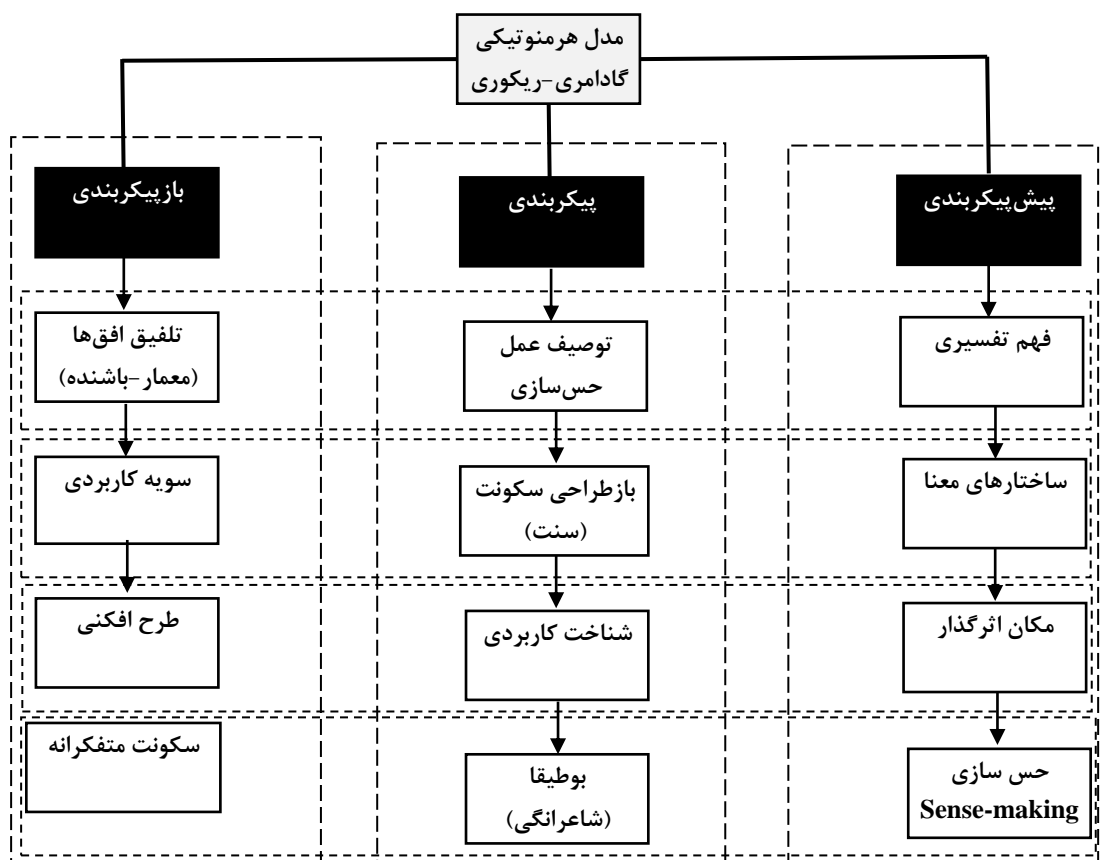 مدل هرمنوتیکی
گادامری-ریکوری
پیش‌پیکربندی
پیکربندی
بازپیکربندی
فهم تفسیری
توصیف عمل
حس‌سازی
تلفیق افق‌ها
(معمار-باشنده)
ساختارهای معنا
بازطراحی سکونت
(سنت)
سویه کاربردی
مکان اثرگذار
شناخت کاربردی
طرح افکنی
حس سازی
Sense-making
بوطیقا
(شاعرانگی)
سکونت متفکرانه